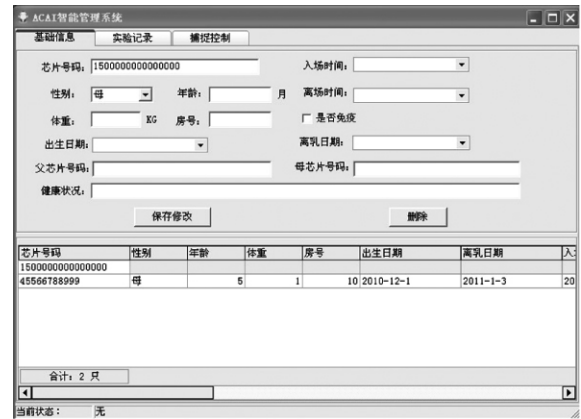 ACAI智能管理系统
基础信息 实验记录 捕捉控制
芯片号码: 1500000000000000 入场时间:
性别: 母 年龄: 月 离场时间:
体重: KG 房号: 是否免疫
出生日期: 离乳日期:
父芯片号码: 母芯片号码:
健康状况:
保存修改 删除
芯片号码 性别 年龄 体重 房号 出生日期 离乳日期
1500000000000000
45566788999 母 5 1 10 2010-12-1 2011-1-3 20
合计: 2 只
当前状态: 无